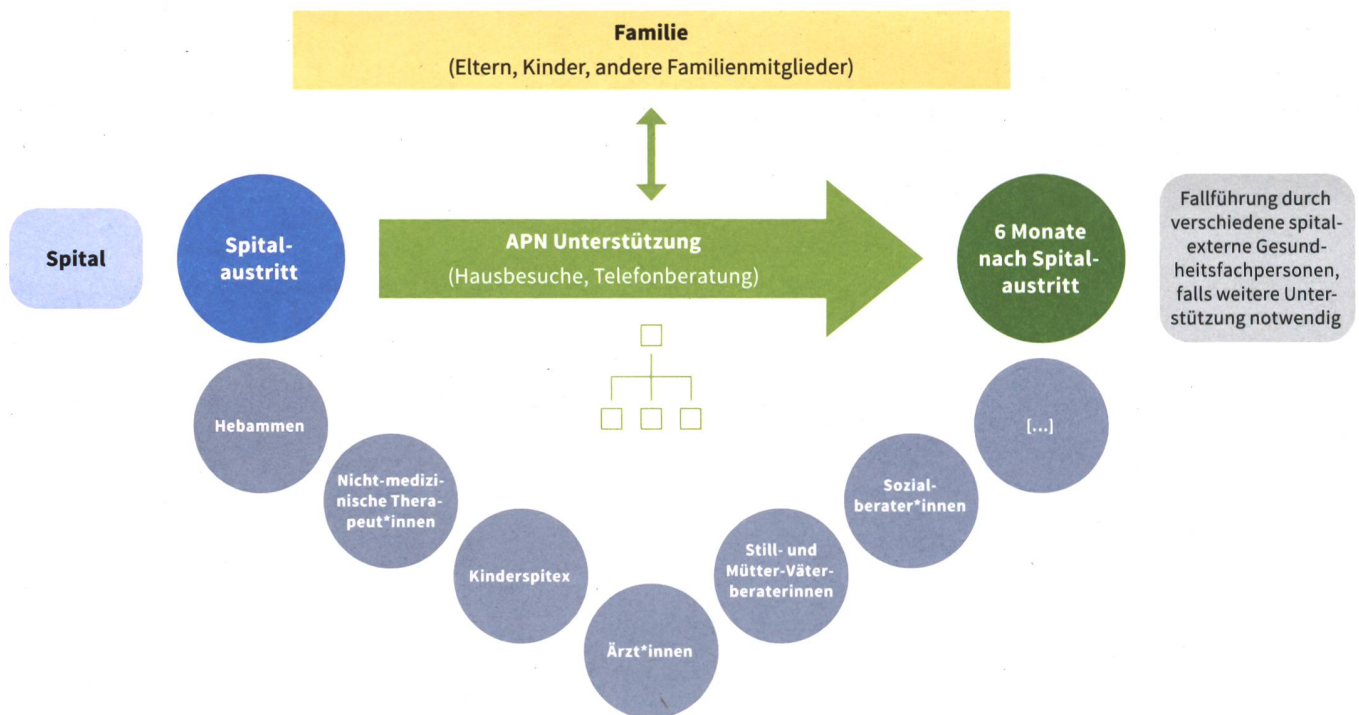 Familie
(Eltern, Kinder, andere Familienmitglieder)
Spital
Spital-
austritt
APN Unterstützung
(Hausbesuche, Telefonberatung)
6 Monate
nach Spital-
austritt
Fallführung durch
verschiedene spital-
externe Gesund-
heitsfachpersonen,
falls weitere Unter-
stützung notwendig
Hebammen
Nicht-medizi-
nische Thera-
peut*innen
Kinderspitex
Ärzt*innen
Still- und
Mütter-Väter-
beraterinnen
Sozial-
berater*innen
[...]